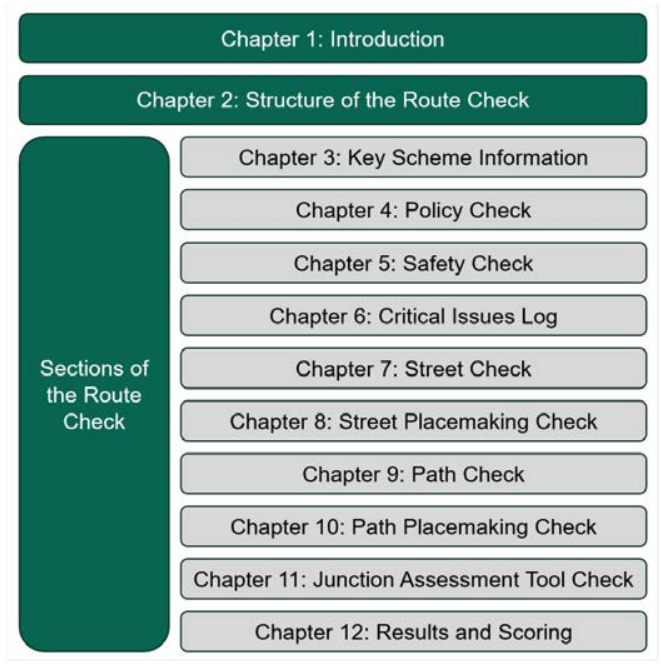 Chapter 1: Introduction
Chapter 2: Structure of the Route Check
Sections of
the Route
Check
Chapter 3: Key Scheme Information
Chapter 4: Policy Check
Chapter 5: Safety Check
Chapter 6: Critical Issues Log
Chapter 7: Street Check
Chapter 8: Street Placemaking Check
Chapter 9: Path Check
Chapter 10: Path Placemaking Check
Chapter 11: Junction Assessment Tool Check
Chapter 12: Results and Scoring